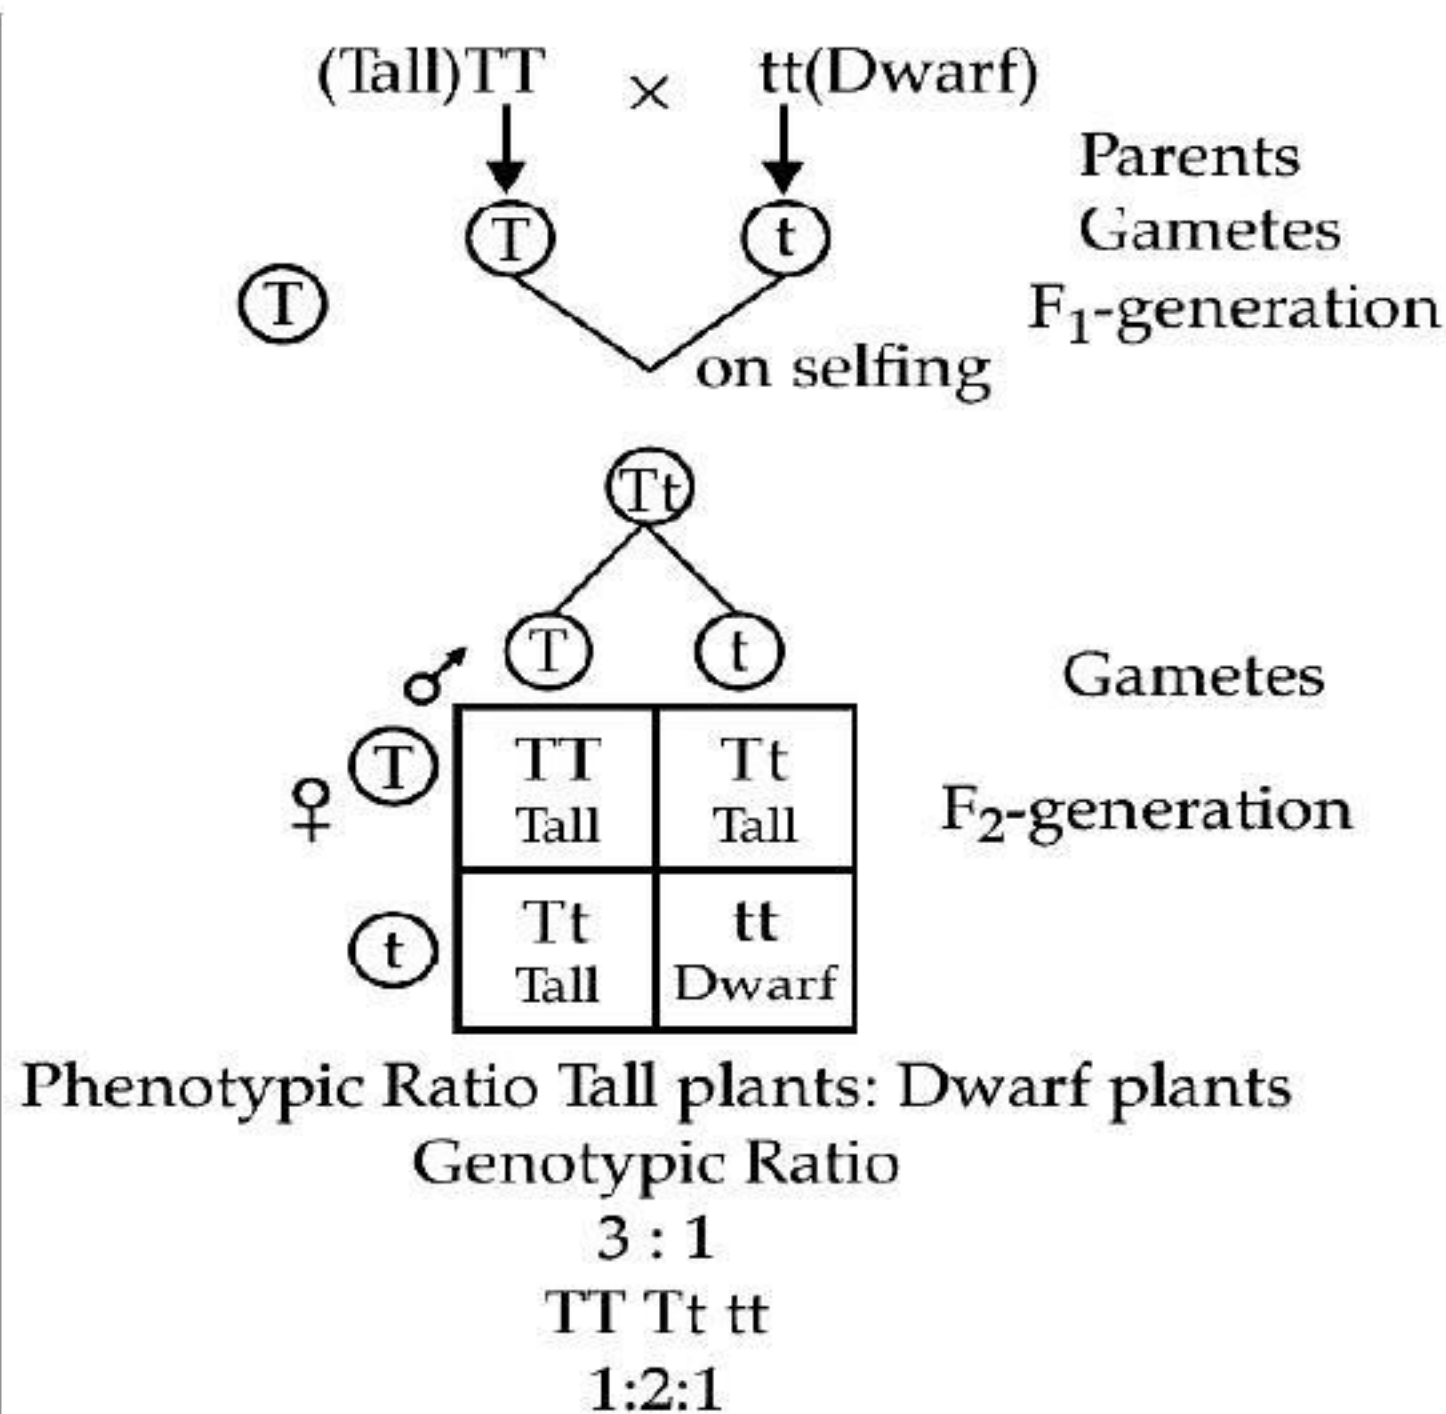 (Tall)TT × tt(Dwarf)
Parents
T t Gametes
T F₁-generation
on selfing
Tt
T t Gametes
♂
♀ T TT Tt
Tall Tall F₂-generation
t Tt tt
Tall Dwarf
Phenotypic Ratio Tall plants: Dwarf plants
Genotypic Ratio
3 : 1
TT Tt tt
1:2:1